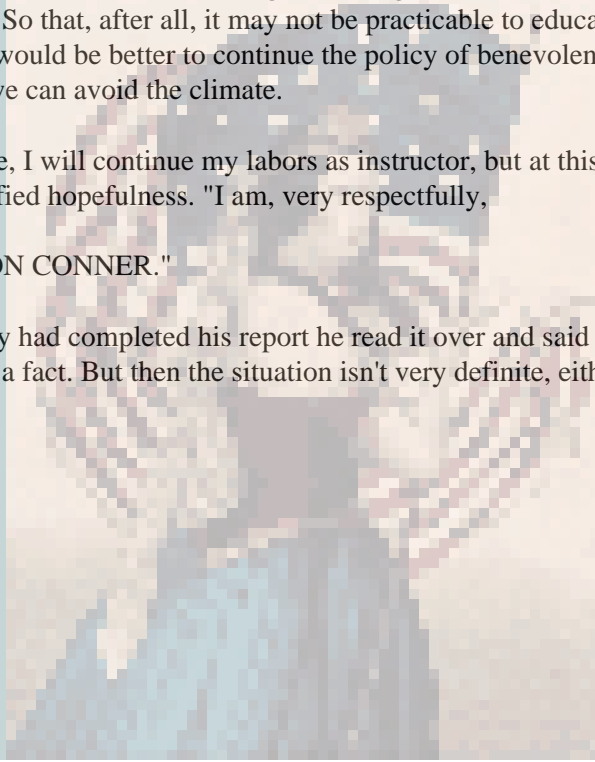 So that, after all, it may not be practicable to educa
would be better to continue the policy of benevolen
ve can avoid the climate.
e, I will continue my labors as instructor, but at this
fied hopefulness. "I am, very respectfully,
ON CONNER."
y had completed his report he read it over and said
a fact. But then the situation isn't very definite, eith